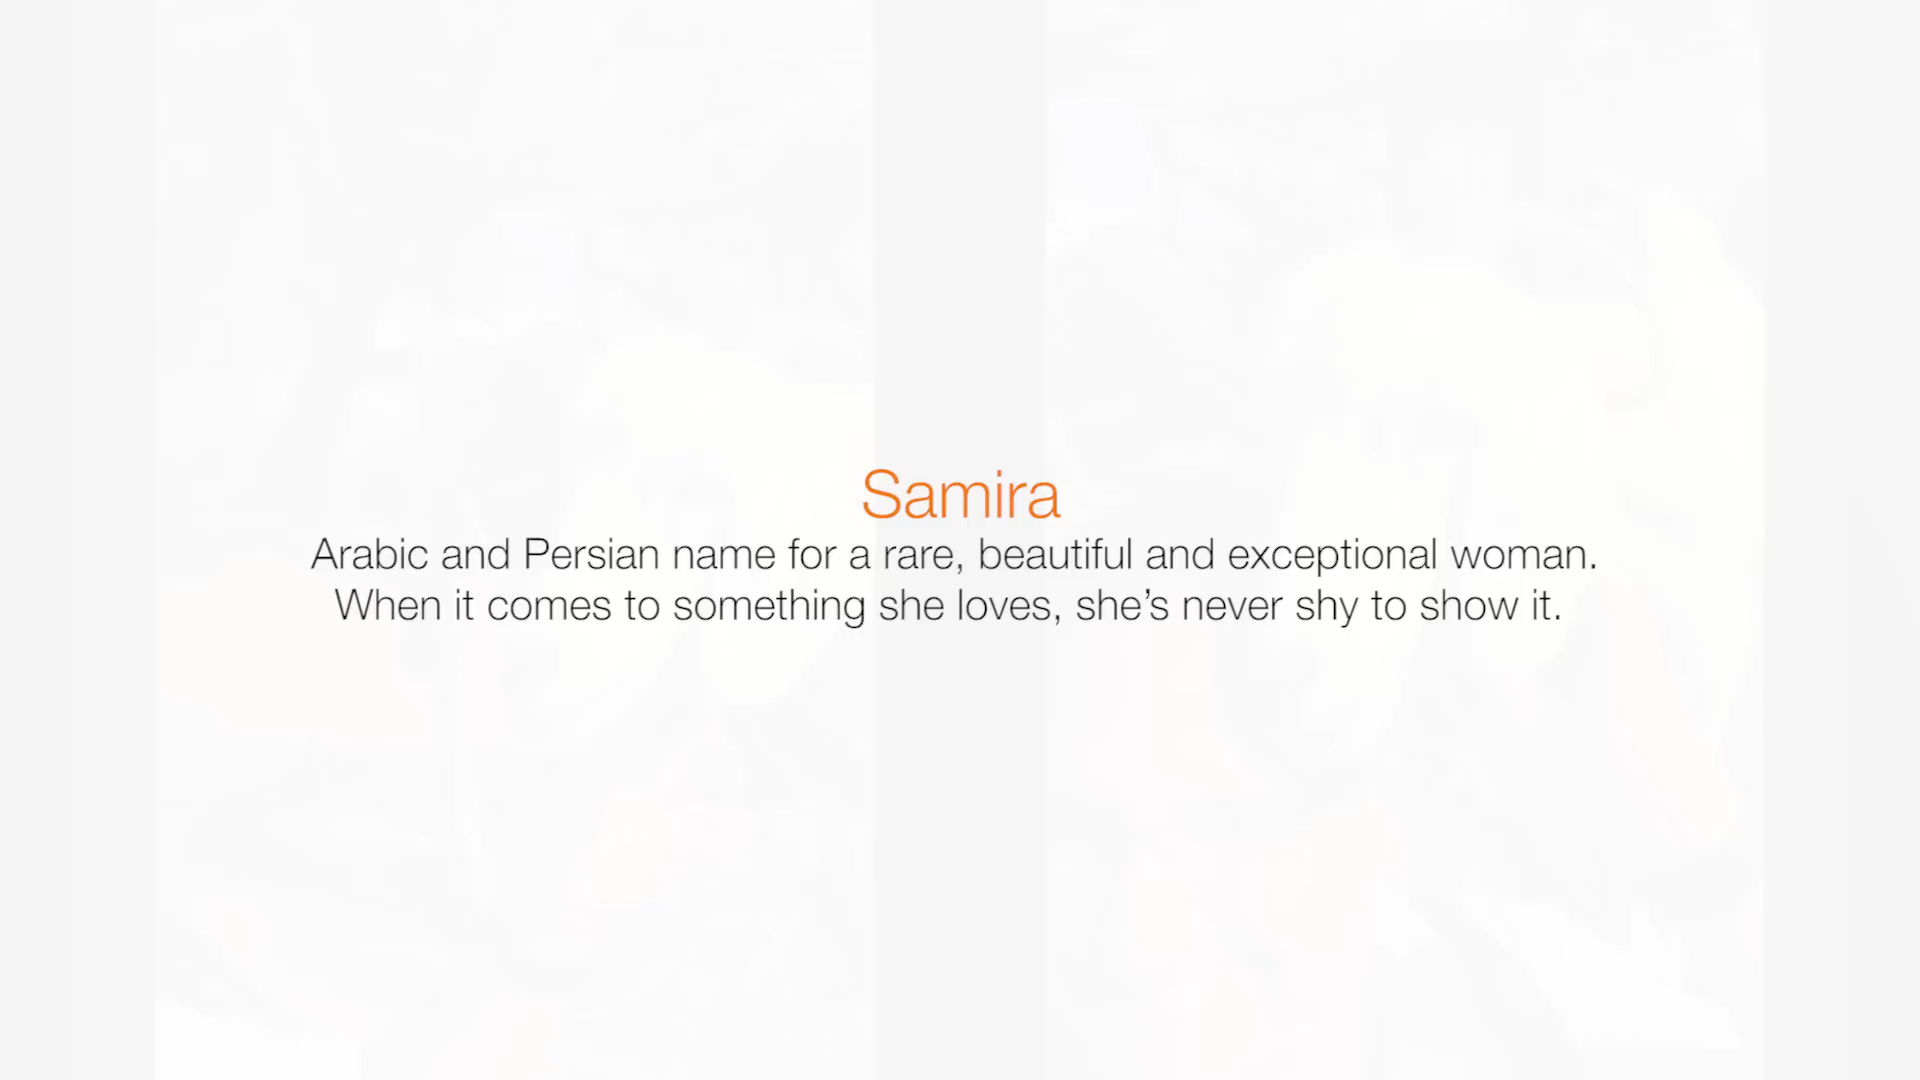 Samira
Arabic and Persian name for a rare, beautiful and exceptional woman.
When it comes to something she loves, she’s never shy to show it.